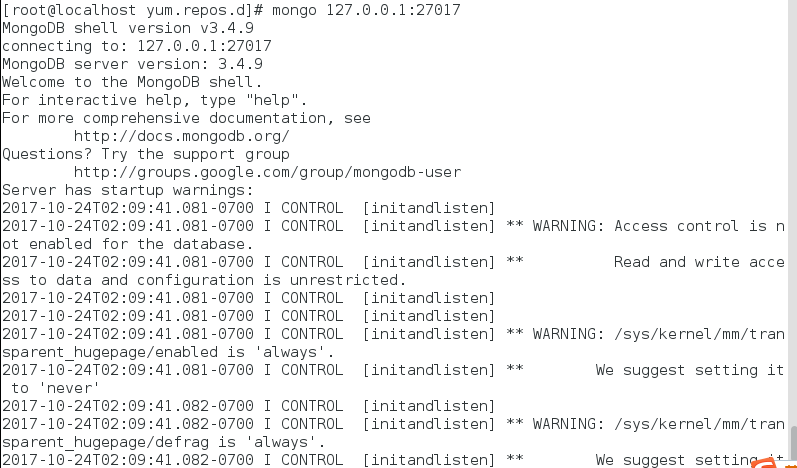 [root@localhost yum.repos.d]# mongo 127.0.0.1:27017
MongoDB shell version v3.4.9
connecting to: 127.0.0.1:27017
MongoDB server version: 3.4.9
Welcome to the MongoDB shell.
For interactive help, type "help".
For more comprehensive documentation, see
        http://docs.mongodb.org/
Questions? Try the support group
        http://groups.google.com/group/mongodb-user
Server has startup warnings:
2017-10-24T02:09:41.081-0700 I CONTROL  [initandlisten]
2017-10-24T02:09:41.081-0700 I CONTROL  [initandlisten] ** WARNING: Access control is n
ot enabled for the database.
2017-10-24T02:09:41.081-0700 I CONTROL  [initandlisten] **          Read and write acce
ss to data and configuration is unrestricted.
2017-10-24T02:09:41.081-0700 I CONTROL  [initandlisten]
2017-10-24T02:09:41.081-0700 I CONTROL  [initandlisten]
2017-10-24T02:09:41.081-0700 I CONTROL  [initandlisten] ** WARNING: /sys/kernel/mm/tran
sparent_hugepage/enabled is 'always'.
2017-10-24T02:09:41.081-0700 I CONTROL  [initandlisten] **        We suggest setting it
 to 'never'
2017-10-24T02:09:41.082-0700 I CONTROL  [initandlisten]
2017-10-24T02:09:41.082-0700 I CONTROL  [initandlisten] ** WARNING: /sys/kernel/mm/tran
sparent_hugepage/defrag is 'always'.
2017-10-24T02:09:41.082-0700 I CONTROL  [initandlisten] **        We suggest setting it